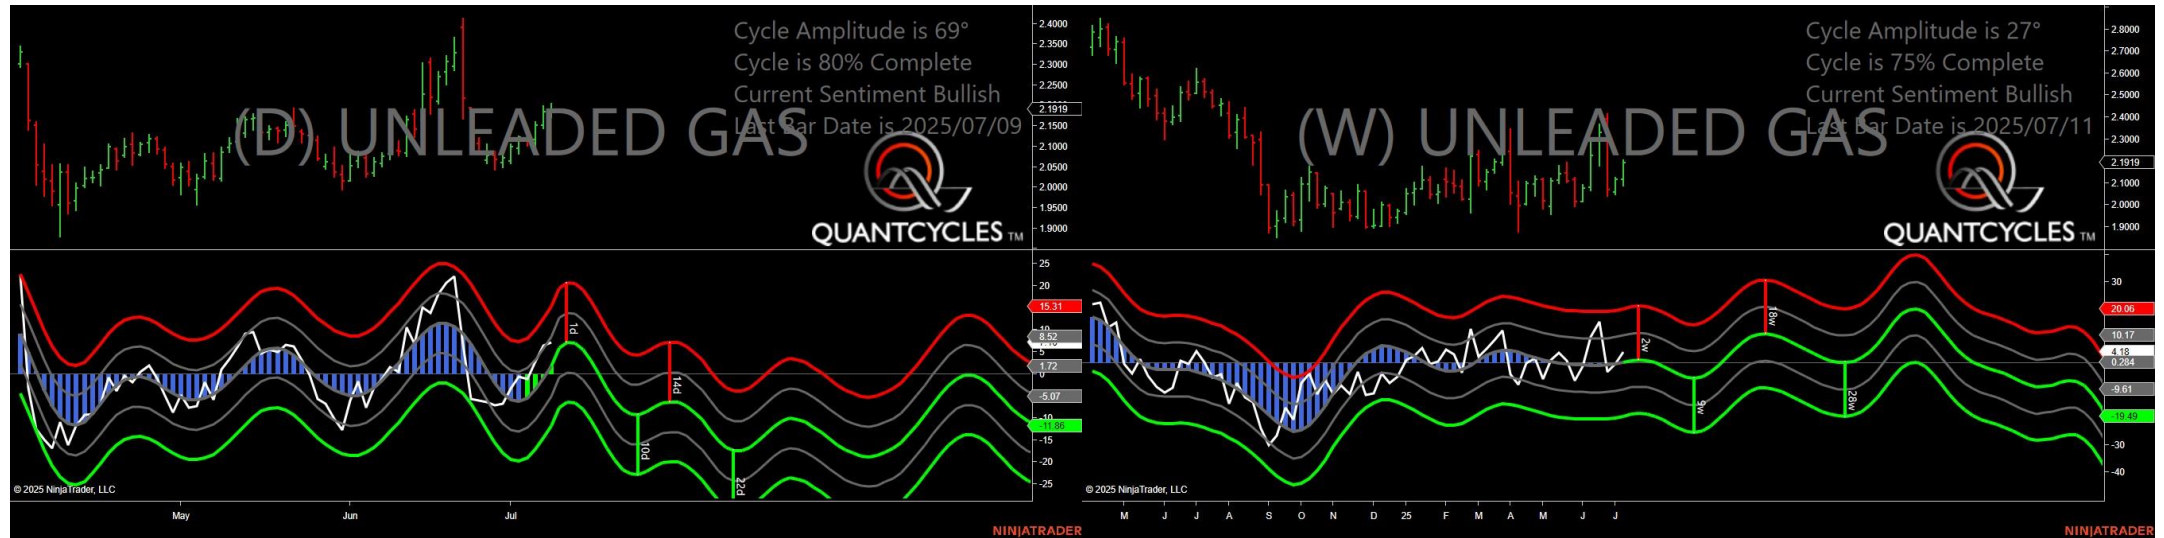 Cycle Amplitude is 69°
Cycle is 80% Complete
Current Sentiment Bullish
Last Bar Date is 2025/07/09
(D) UNLEADED GAS
QUANTCYCLES TM
2.4000
2.3500
2.3000
2.2500
2.1919
2.1500
2.1000
2.0500
2.0000
1.9500
1.9000
25
20
15.31
10
8.52
5
1.72
0
-5.07
-10
-11.86
-15
-20
-25
1d
10d
14d
22d
© 2025 NinjaTrader, LLC
May Jun Jul
NINJATRADER
Cycle Amplitude is 27°
Cycle is 75% Complete
Current Sentiment Bullish
Last Bar Date is 2025/07/11
(W) UNLEADED GAS
QUANTCYCLES TM
2.8000
2.7000
2.6000
2.5000
2.4000
2.3000
2.1919
2.1000
2.0000
1.9000
30
20.06
10.17
4.18
0.284
-9.61
-19.49
-30
-40
2w
9w
18w
28w
© 2025 NinjaTrader, LLC
M J J A S O N D 25 F M A M J J
NINJATRADER